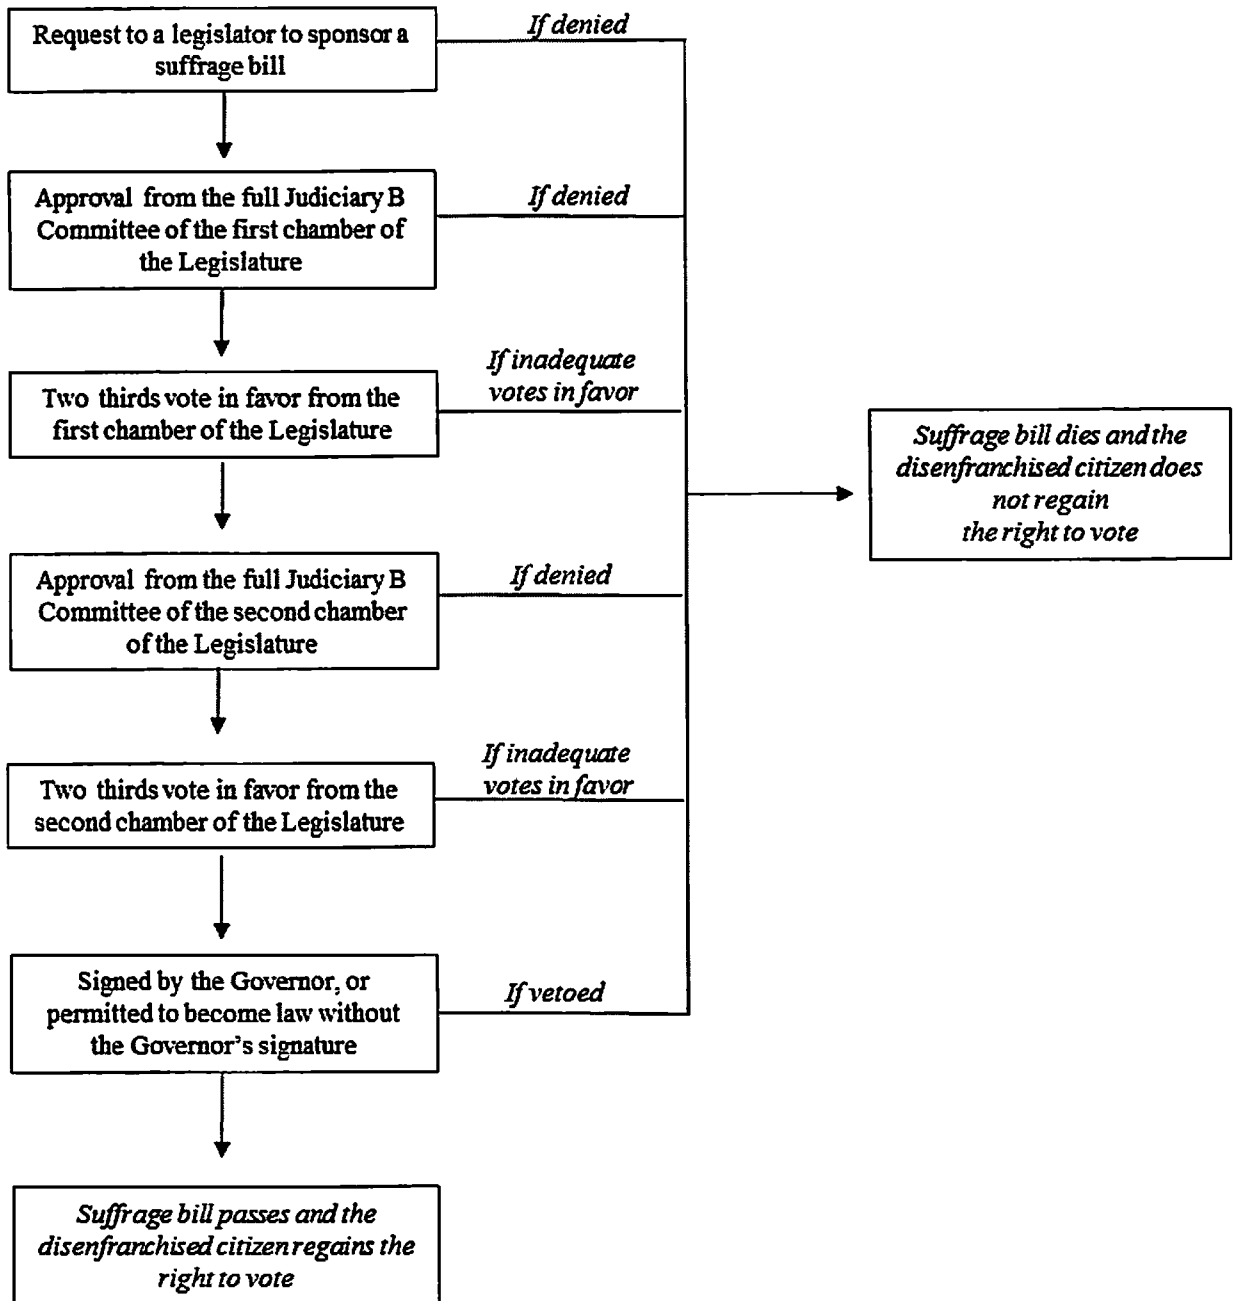 Request to a legislator to sponsor a
suffrage bill
If denied
Approval from the full Judiciary B
Committee of the first chamber of
the Legislature
If denied
Two thirds vote in favor from the
first chamber of the Legislature
If inadequate
votes in favor
Approval from the full Judiciary B
Committee of the second chamber
of the Legislature
If denied
Two thirds vote in favor from the
second chamber of the Legislature
If inadequate
votes in favor
Signed by the Governor, or
permitted to become law without
the Governor's signature
If vetoed
Suffrage bill passes and the
disenfranchised citizen regains the
right to vote
Suffrage bill dies and the
disenfranchised citizen does
not regain
the right to vote